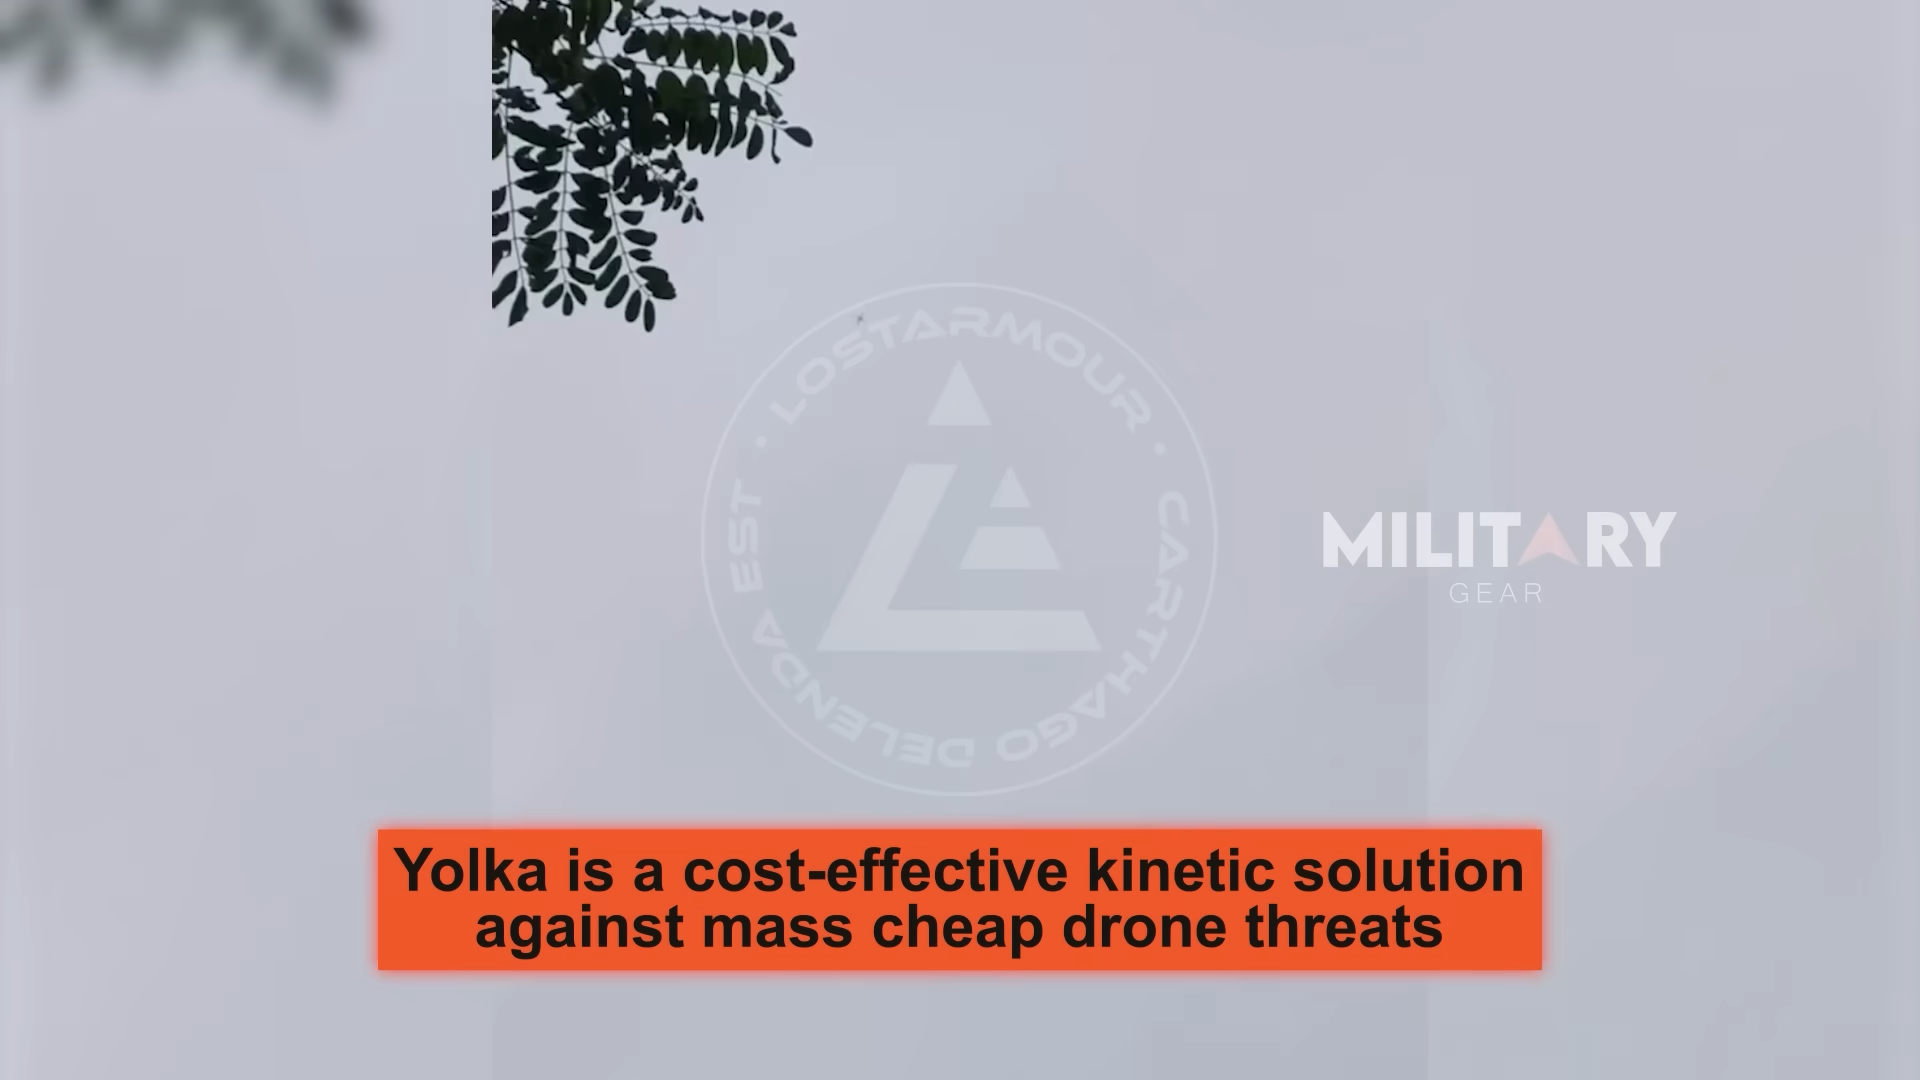 LOSTARMOUR · CARTHAGO DELENDA EST ·
MILITARY
GEAR
Yolka is a cost-effective kinetic solution
against mass cheap drone threats